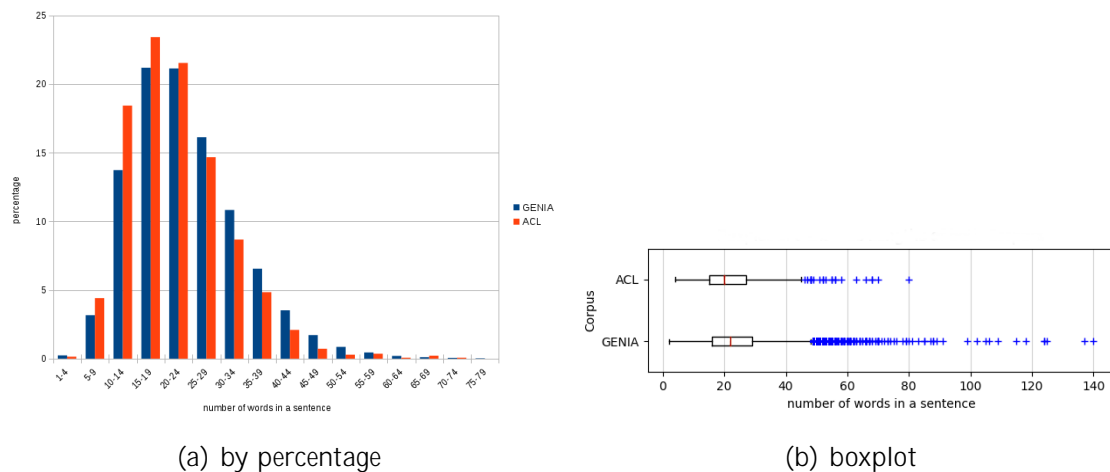 25
20
15
10
5
0
percentage
1-4
5-9
10-14
15-19
20-24
25-29
30-34
35-39
40-44
45-49
50-54
55-59
60-64
65-69
70-74
75-79
number of words in a sentence
GENIA
ACL
(a) by percentage
ACL
GENIA
Corpus
0 20 40 60 80 100 120 140
number of words in a sentence
(b) boxplot